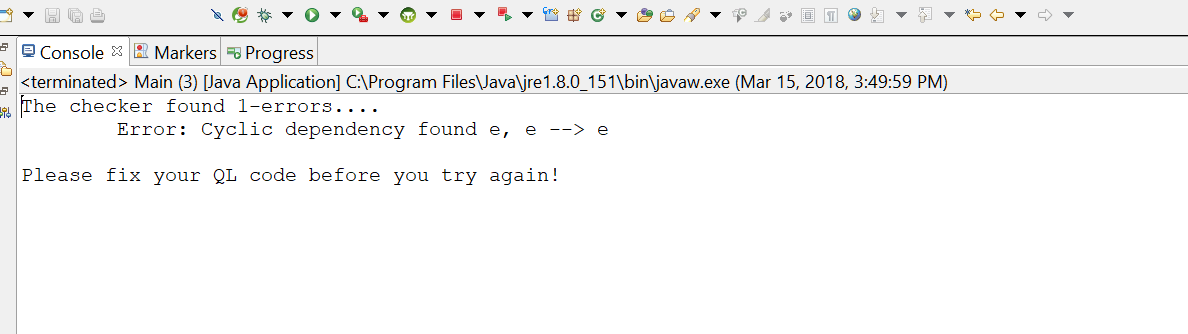 Console Markers Progress
<terminated> Main (3) [Java Application] C:\Program Files\Java\jre1.8.0_151\bin\javaw.exe (Mar 15, 2018, 3:49:59 PM)
The checker found 1-errors....
Error: Cyclic dependency found e, e --> e
Please fix your QL code before you try again!